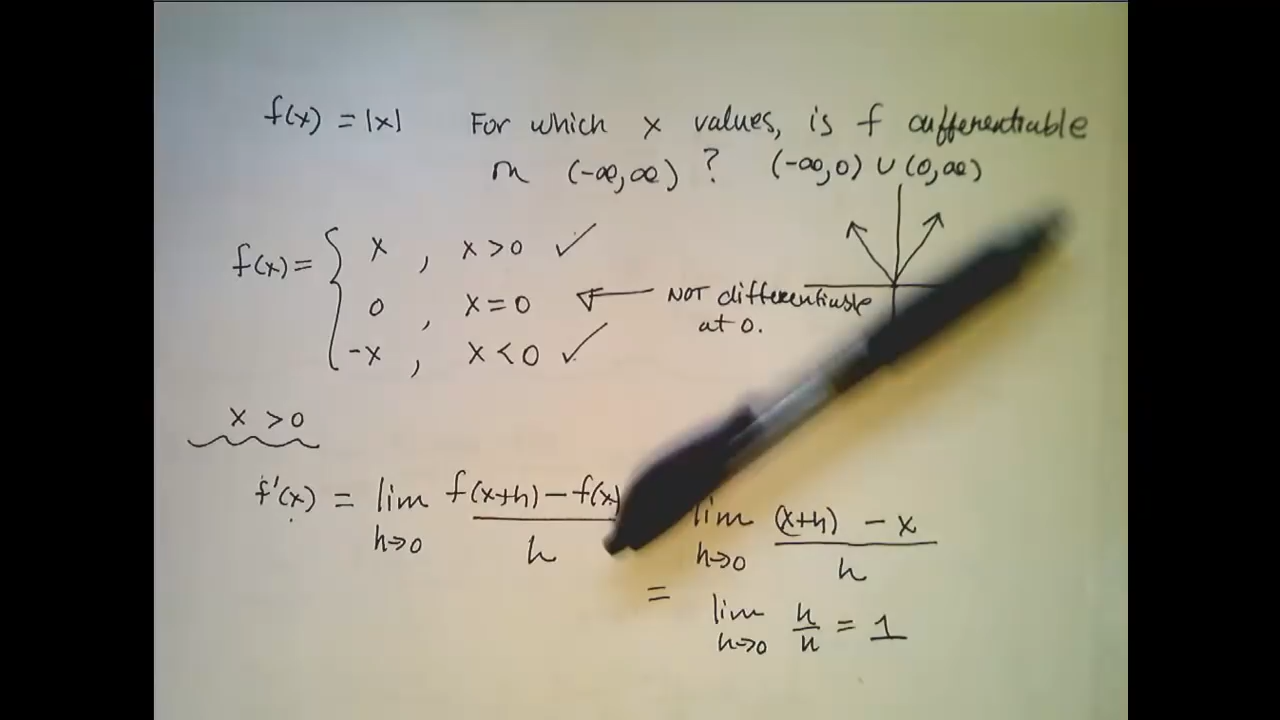 f(x) = |x| For which x values, is f differentiable
on (-∞,∞) ? (-∞,0) ∪ (0,∞)
f(x) = { x , x > 0 ✓
0 , x = 0 ← NOT differentiable
at 0.
-x , x < 0 ✓
x > 0
f'(x) = lim h→0 f(x+h) - f(x) / h
lim h→0 (x+h) - x / h
= lim h→0 h/h = 1